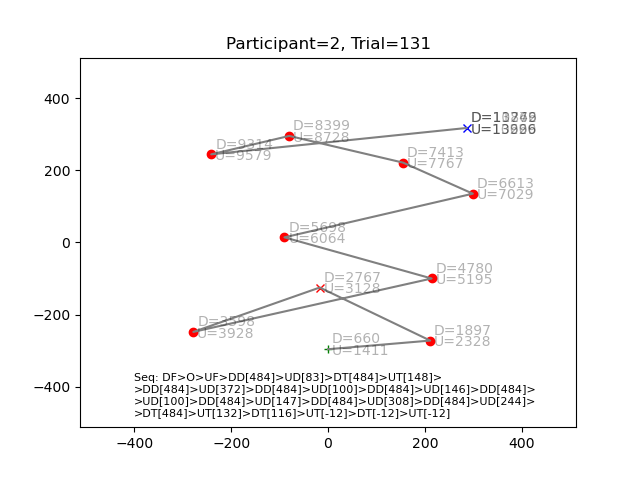 Participant=2, Trial=131
400
200
0
−200
−400
−400
−200
0
200
400
D=8399
U=8728
D=9314
U=9579
D=7413
U=7767
D=6613
U=7029
D=5698
U=6064
D=4780
U=5195
D=2767
U=3128
D=3598
U=3928
D=1897
U=2328
D=660
U=1411
Seq: DF>O>UF>DD[484]>UD[83]>DT[484]>UT[148]>
>DD[484]>UD[372]>DD[484]>UD[100]>DD[484]>UD[146]>DD[484]>
>UD[100]>DD[484]>UD[147]>DD[484]>UD[308]>DD[484]>UD[244]>
>DT[484]>UT[132]>DT[116]>UT[-12]>DT[-12]>UT[-12]